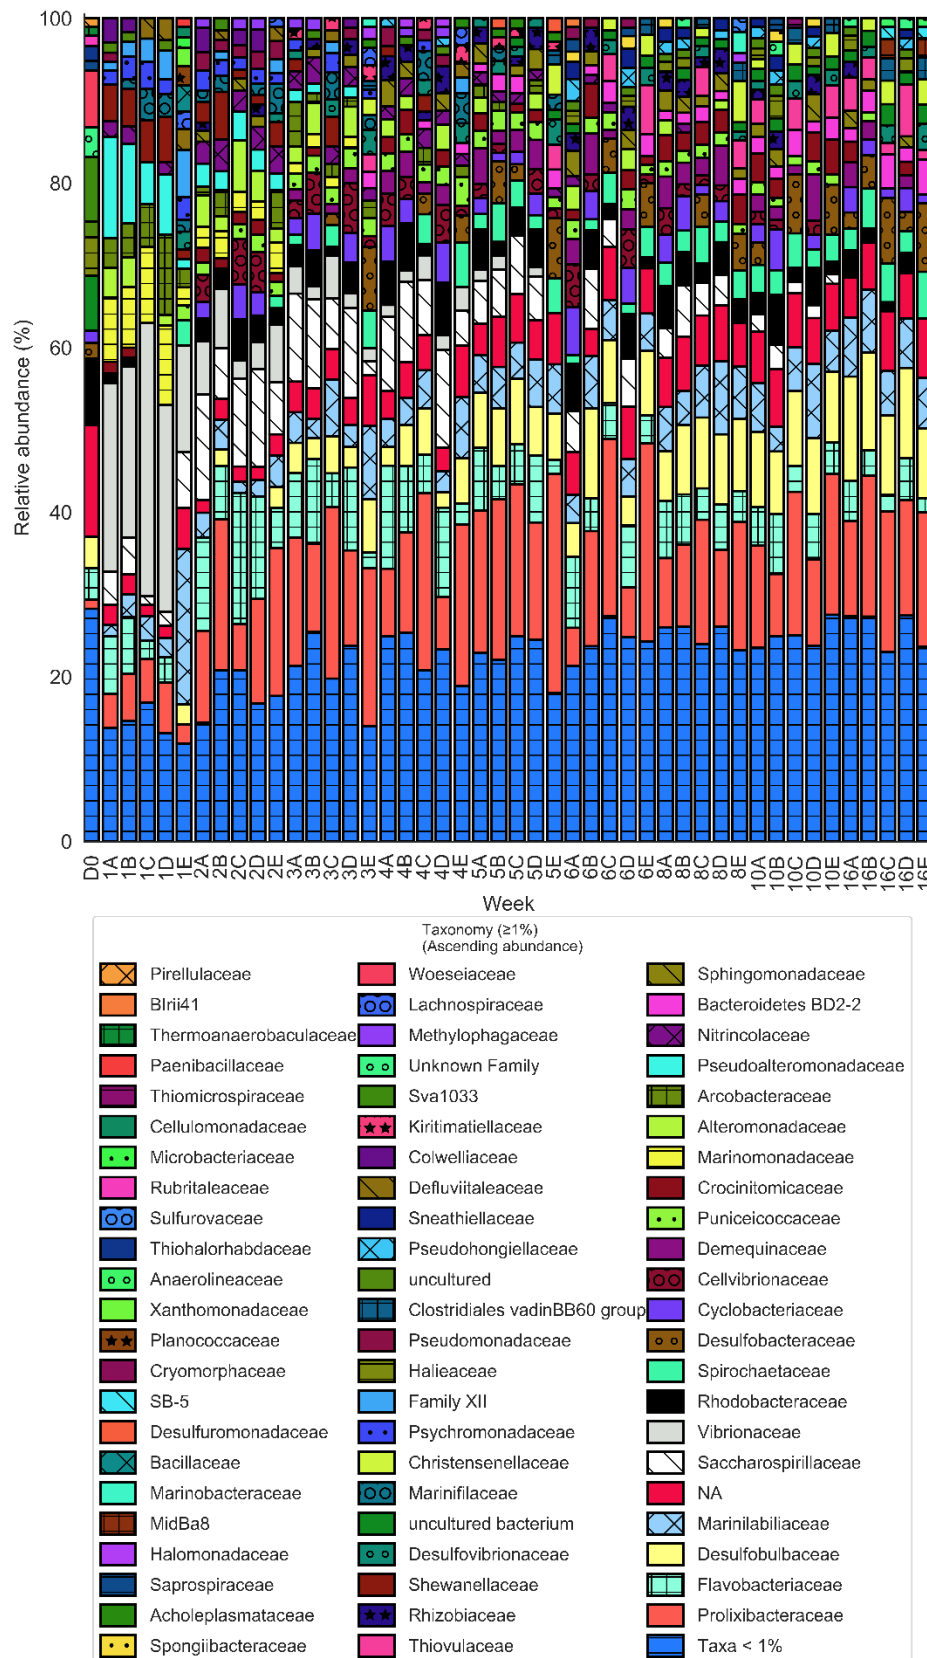 100
80
60
40
20
0
Relative abundance (%)
D0 1A 1B 1C 1D 1E 2A 2B 2C 2D 2E 3A 3B 3C 3D 3E 4A 4B 4C 4D 4E 5A 5B 5C 5D 5E 6A 6B 6C 6D 6E 8A 8B 8C 8D 8E 10A 10B 10C 10D 10E 16A 16B 16C 16D 16E
Week
Taxonomy (≥1%)
(Ascending abundance)
Pirellulaceae
Blrii41
Thermoanaerobaculaceae
Paenibacillaceae
Thiomicrospiraceae
Cellulomonadaceae
Microbacteriaceae
Rubritaleaceae
Sulfurovaceae
Thiohalorhabdaceae
Anaerolineaceae
Xanthomonadaceae
Planococcaceae
Cryomorphaceae
SB-5
Desulfuromonadaceae
Bacillaceae
Marinobacteraceae
MidBa8
Halomonadaceae
Saprospiraceae
Acholeplasmataceae
Spongiibacteraceae
Woeseiaceae
Lachnospiraceae
Methylophagaceae
Unknown Family
Sva1033
Kiritimatiellaceae
Colwelliaceae
Defluviitaleaceae
Sneathiellaceae
Pseudohongiellaceae
uncultured
Clostridiales vadinBB60 group
Pseudomonadaceae
Halieaceae
Family XII
Psychromonadaceae
Christensenellaceae
Marinifilaceae
uncultured bacterium
Desulfovibrionaceae
Shewanellaceae
Rhizobiaceae
Thiovulaceae
Sphingomonadaceae
Bacteroidetes BD2-2
Nitrincolaceae
Pseudoalteromonadaceae
Arcobacteraceae
Alteromonadaceae
Marinomonadaceae
Crocinitomicaceae
Puniceicoccaceae
Demequinaceae
Cellvibrionaceae
Cyclobacteriaceae
Desulfobacteraceae
Spirochaetaceae
Rhodobacteraceae
Vibrionaceae
Saccharospirillaceae
NA
Marinilabiliaceae
Desulfobulbaceae
Flavobacteriaceae
Prolixibacteraceae
Taxa < 1%